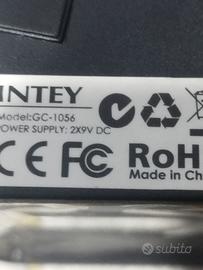 INTEY
Model:GC-1056
POWER SUPPLY: 2X9V DC
CE FC RoH
Made in Ch
subito